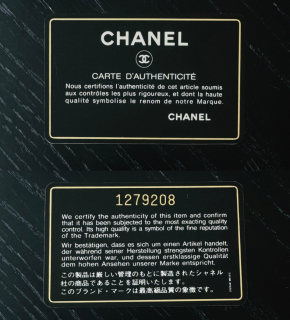 CHANEL
CARTE D'AUTHENTICITÉ
Nous certifions l'authenticité de cet article soumis
aux contrôles les plus rigoureux, et dont la haute
qualité symbolise le renom de notre Marque.
CHANEL
1279208
We certify the authenticity of this item and confirm
that it has been subjected to the most exacting quality
control. Its high quality is a symbol of the fine reputation
of the Trademark.
Wir bestätigen, dass es sich um einen Artikel handelt,
der während seiner Herstellung strengsten Kontrollen
unterworfen war, und dessen erstklassige Qualität
dem hohen Ansehen unserer Marke entspricht.
この製品は厳しい管理のもとに製造されたシャネル
社の商品であることを証明いたします。
このブランド・マークは最高級品質の象徴です。